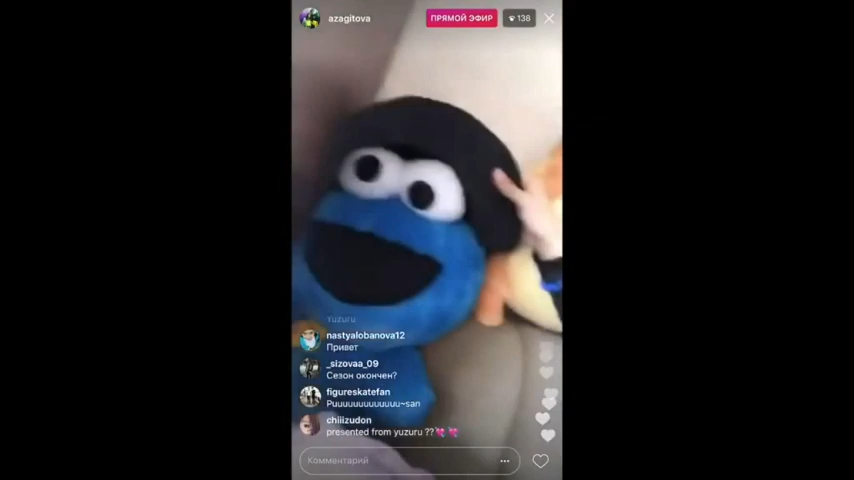 azagitova
ПРЯМОЙ ЭФИР
138
Yuzuru
nastyalobanova12
Привет
_sizovaa_09
Сезон окончен?
figureskatefan
Puuuuuuuuuuuu~san
chiiizudon
presented from yuzuru ??💘 💘
Комментарий